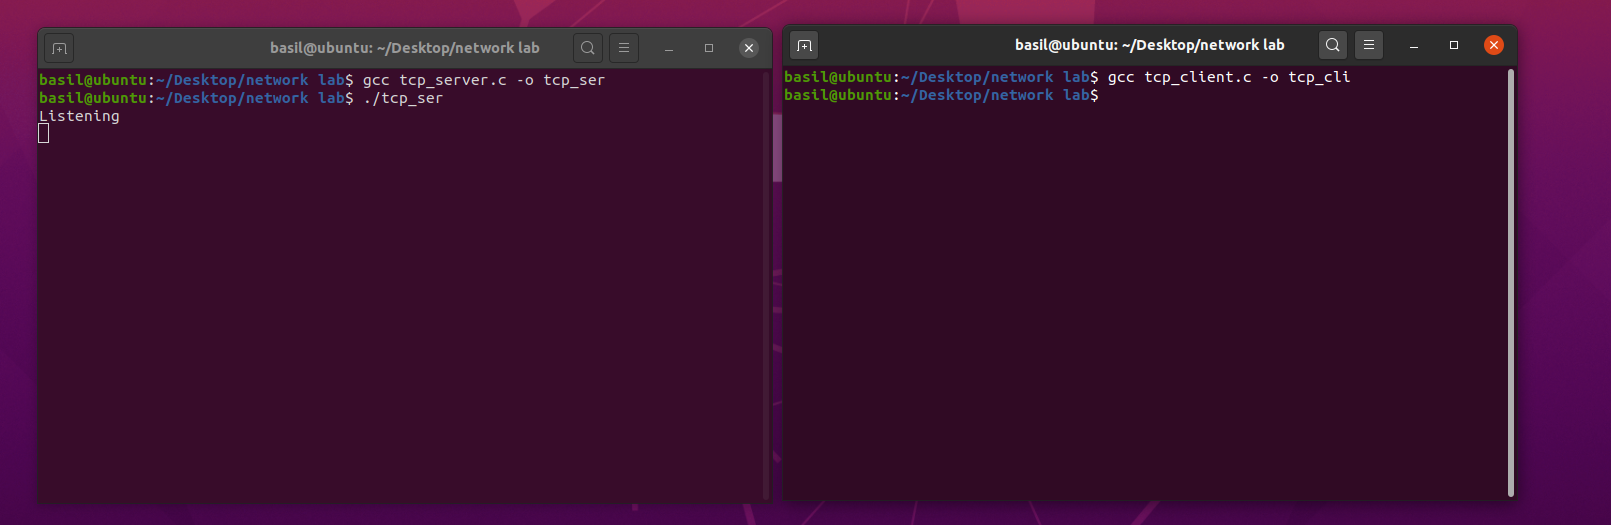 basil@ubuntu: ~/Desktop/network lab
basil@ubuntu:~/Desktop/network lab$ gcc tcp_server.c -o tcp_ser
basil@ubuntu:~/Desktop/network lab$ ./tcp_ser
Listening
basil@ubuntu: ~/Desktop/network lab
basil@ubuntu:~/Desktop/network lab$ gcc tcp_client.c -o tcp_cli
basil@ubuntu:~/Desktop/network lab$